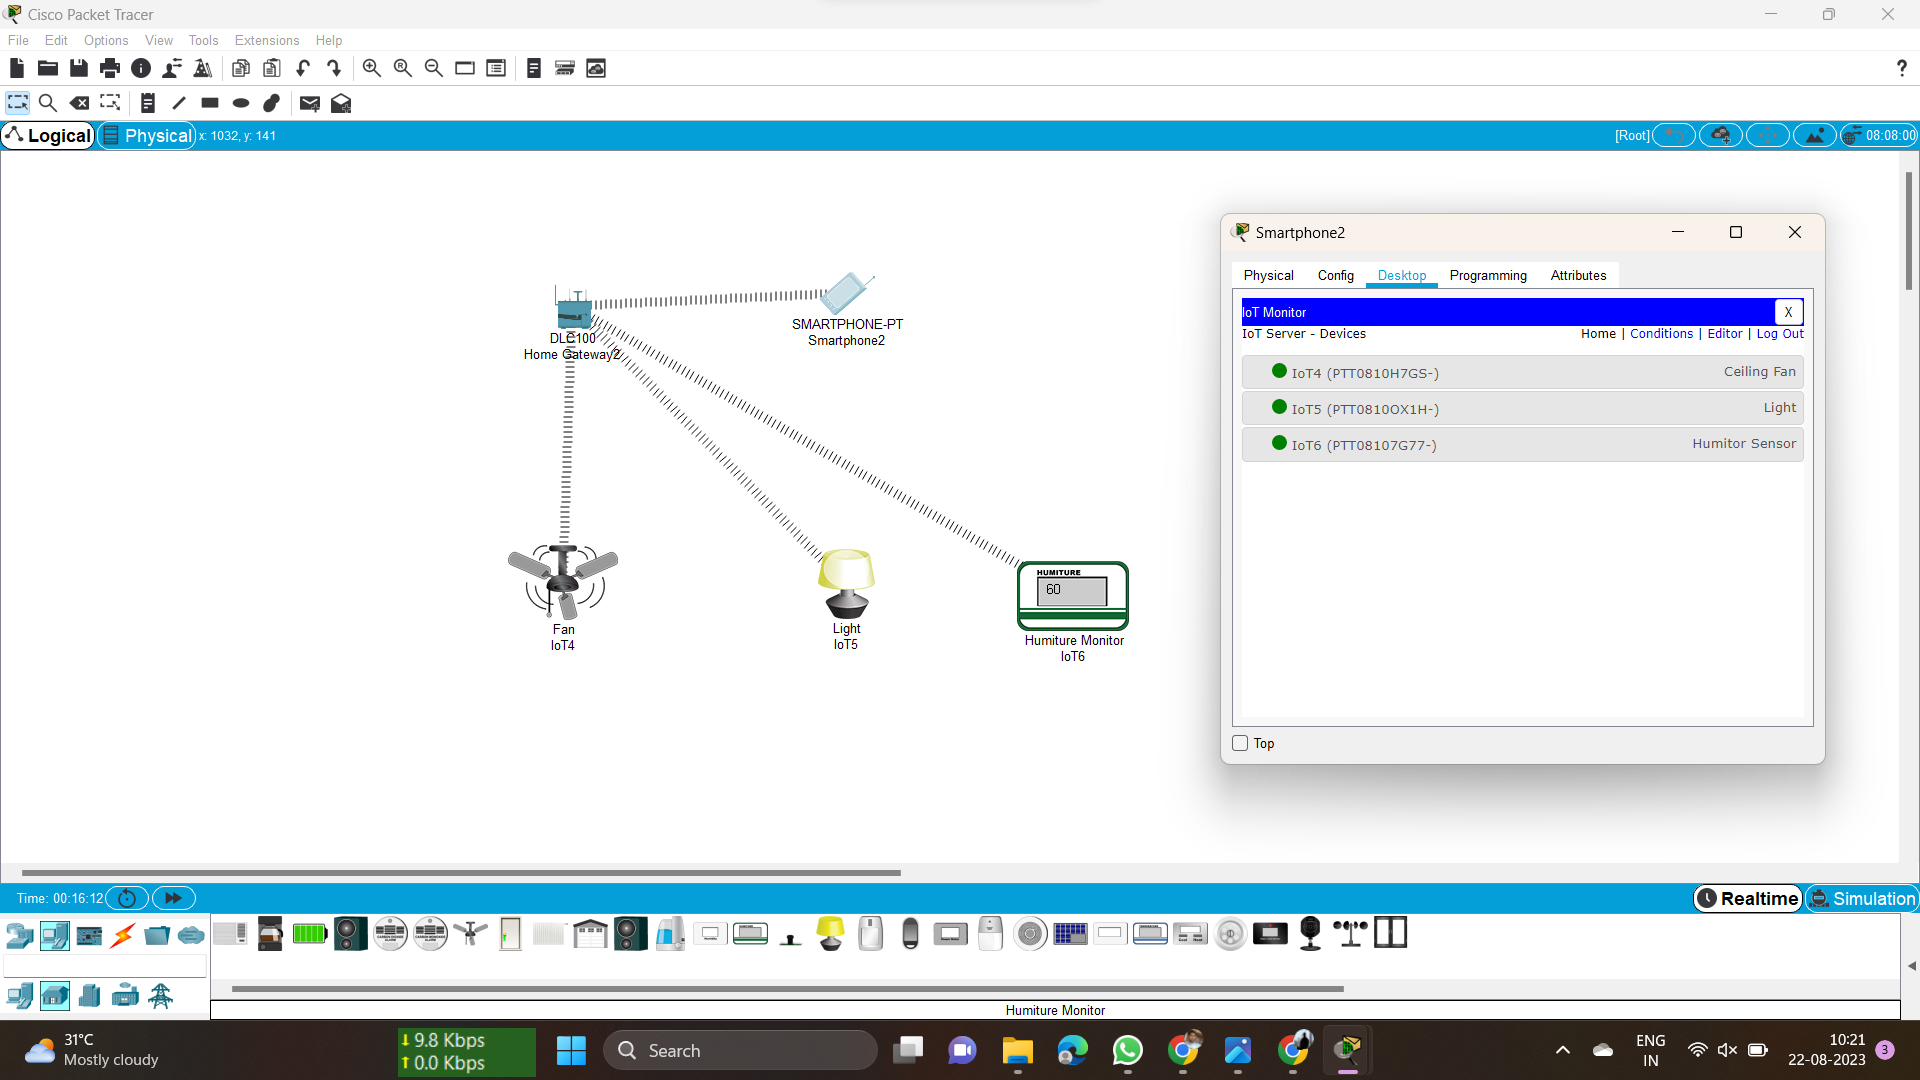 Cisco Packet Tracer
File Edit Options View Tools Extensions Help
?
Logical Physical x: 1032, y: 141 [Root] 08:08:00
Smartphone2
Physical Config Desktop Programming Attributes
IoT Monitor X
IoT Server - Devices Home | Conditions | Editor | Log Out
IoT4 (PTT0810H7GS-) Ceiling Fan
IoT5 (PTT0810OX1H-) Light
IoT6 (PTT08107G77-) Humitor Sensor
Top
SMARTPHONE-PT
Smartphone2
DLC100
Home Gateway2
HUMITURE
60
Fan
IoT4
Light
IoT5
Humiture Monitor
IoT6
Time: 00:16:12 Realtime Simulation
Humiture Monitor
31°C
Mostly cloudy
9.8 Kbps
0.0 Kbps
Search
ENG
IN
10:21
22-08-2023
3